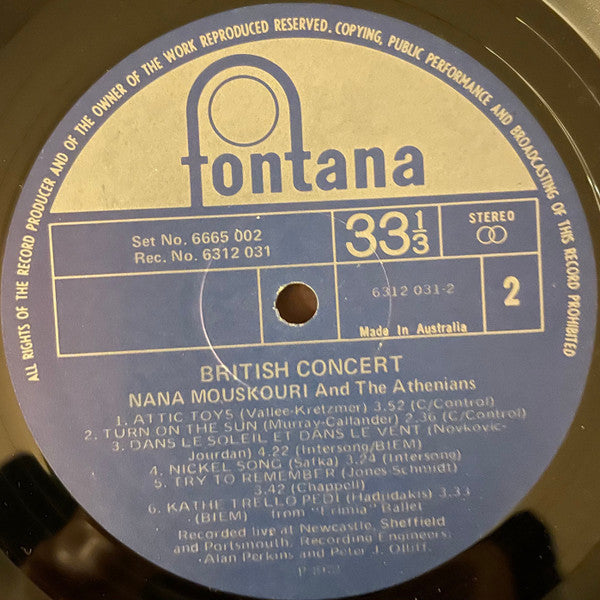 ALL RIGHTS OF THE RECORD PRODUCER AND OF THE OWNER OF THE WORK REPRODUCED RESERVED. COPYING, PUBLIC PERFORMANCE AND BROADCASTING OF THIS RECORD PROHIBITED
fontana
Set No. 6665 002
Rec. No. 6312 031
33 1/3
STEREO
6312 031-2
2
Made In Australia
BRITISH CONCERT
NANA MOUSKOURI And The Athenians
1. ATTIC TOYS (Vallee-Kretzmer) 3.52 (C/Control)
2. TURN ON THE SUN (Murray-Callander) 2.36 (C/Control)
3. DANS LE SOLEIL ET DANS LE VENT (Novkovic-
Jourdan) 4.22 (Intersong/BIEM)
4. NICKEL SONG (Safka) 3.24 (Intersong)
5. TRY TO REMEMBER (Jones-Schmidt)
3.42 (Chappell)
6. KATHE TRELLO PEDI (Hadjidakis) 3.33
(BIEM) from "Erimia" Ballet
Recorded live at Newcastle, Sheffield
and Portsmouth. Recording Engineers:
Alan Perkins and Peter J. Olliff.